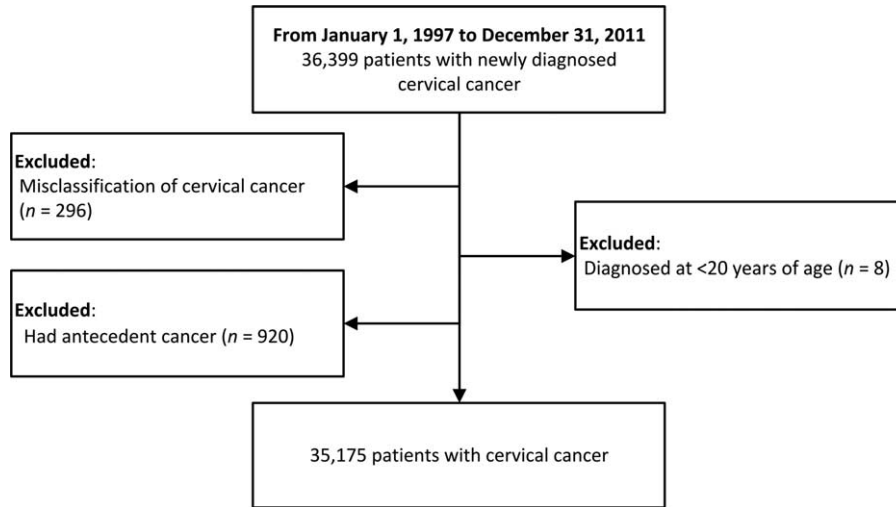 From January 1, 1997 to December 31, 2011
36,399 patients with newly diagnosed
cervical cancer
Excluded:
Misclassification of cervical cancer
(n = 296)
Excluded:
Diagnosed at <20 years of age (n = 8)
Excluded:
Had antecedent cancer (n = 920)
35,175 patients with cervical cancer